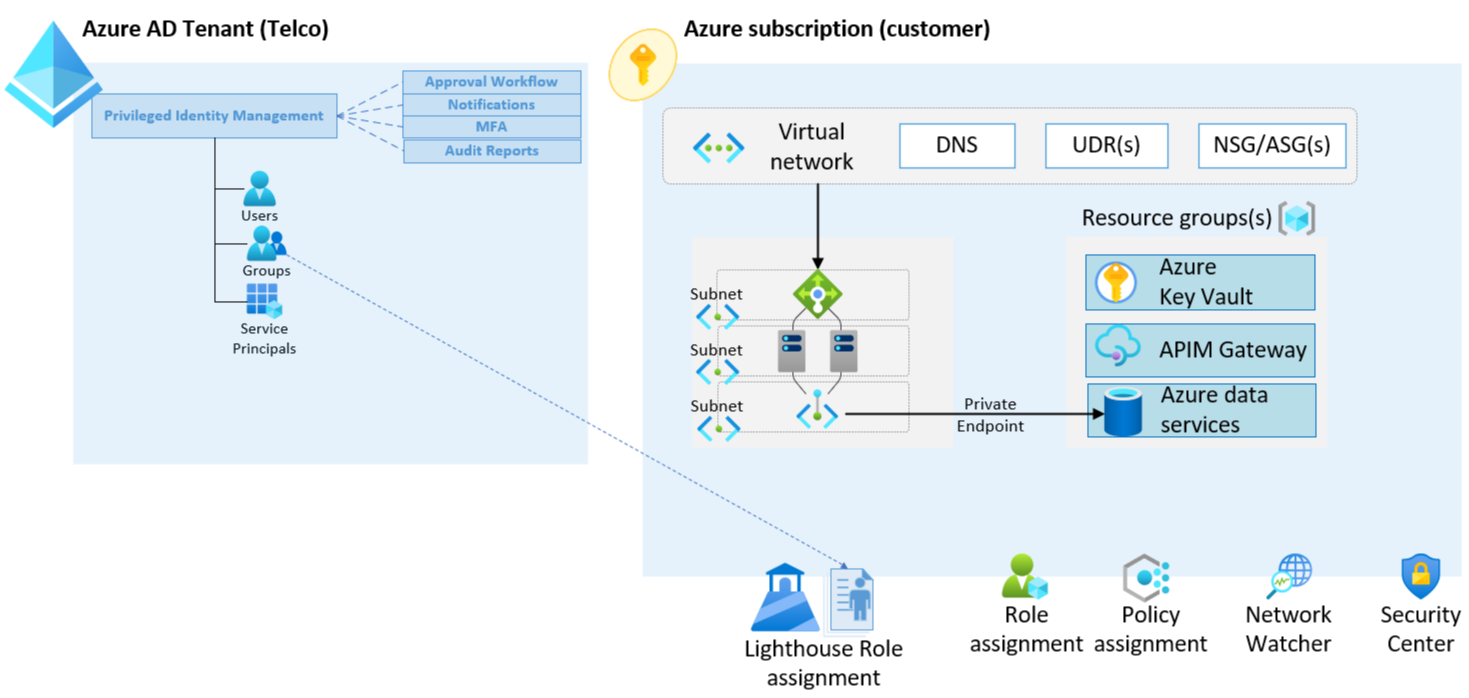 Azure AD Tenant (Telco)
Privileged Identity Management
Approval Workflow
Notifications
MFA
Audit Reports
Users
Groups
Service
Principals
Azure subscription (customer)
Virtual
network
DNS
UDR(s)
NSG/ASG(s)
Resource groups(s)
Subnet
Subnet
Subnet
Private
Endpoint
Azure
Key Vault
APIM Gateway
Azure data
services
Lighthouse Role
assignment
Role
assignment
Policy
assignment
Network
Watcher
Security
Center